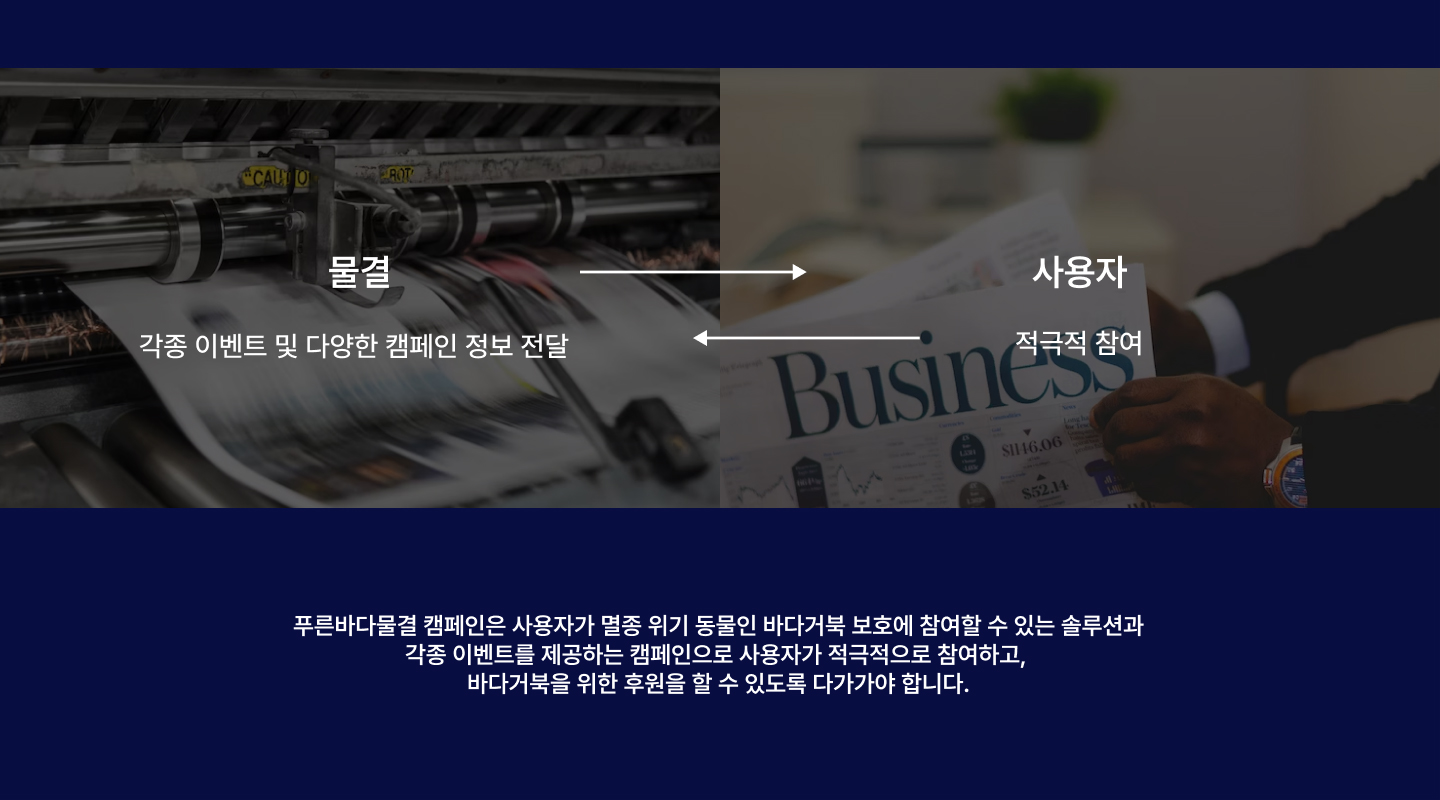 "CAUTIO
ROT
물결
사용자
각종 이벤트 및 다양한 캠페인 정보 전달
적극적 참여
Business
$1146.06
$52.14
푸른바다물결 캠페인은 사용자가 멸종 위기 동물인 바다거북 보호에 참여할 수 있는 솔루션과
각종 이벤트를 제공하는 캠페인으로 사용자가 적극적으로 참여하고,
바다거북을 위한 후원을 할 수 있도록 다가가야 합니다.